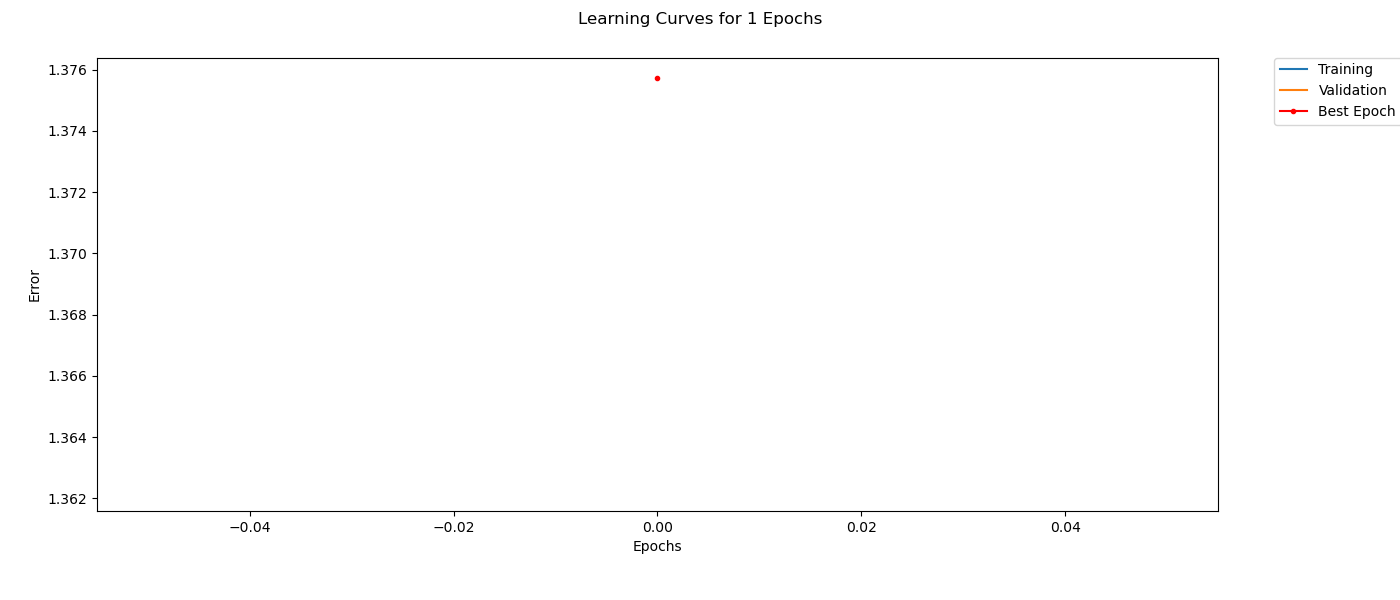 Learning Curves for 1 Epochs
1.376
1.374
1.372
1.370
1.368
1.366
1.364
1.362
Error
−0.04
−0.02
0.00
0.02
0.04
Epochs
Training
Validation
Best Epoch